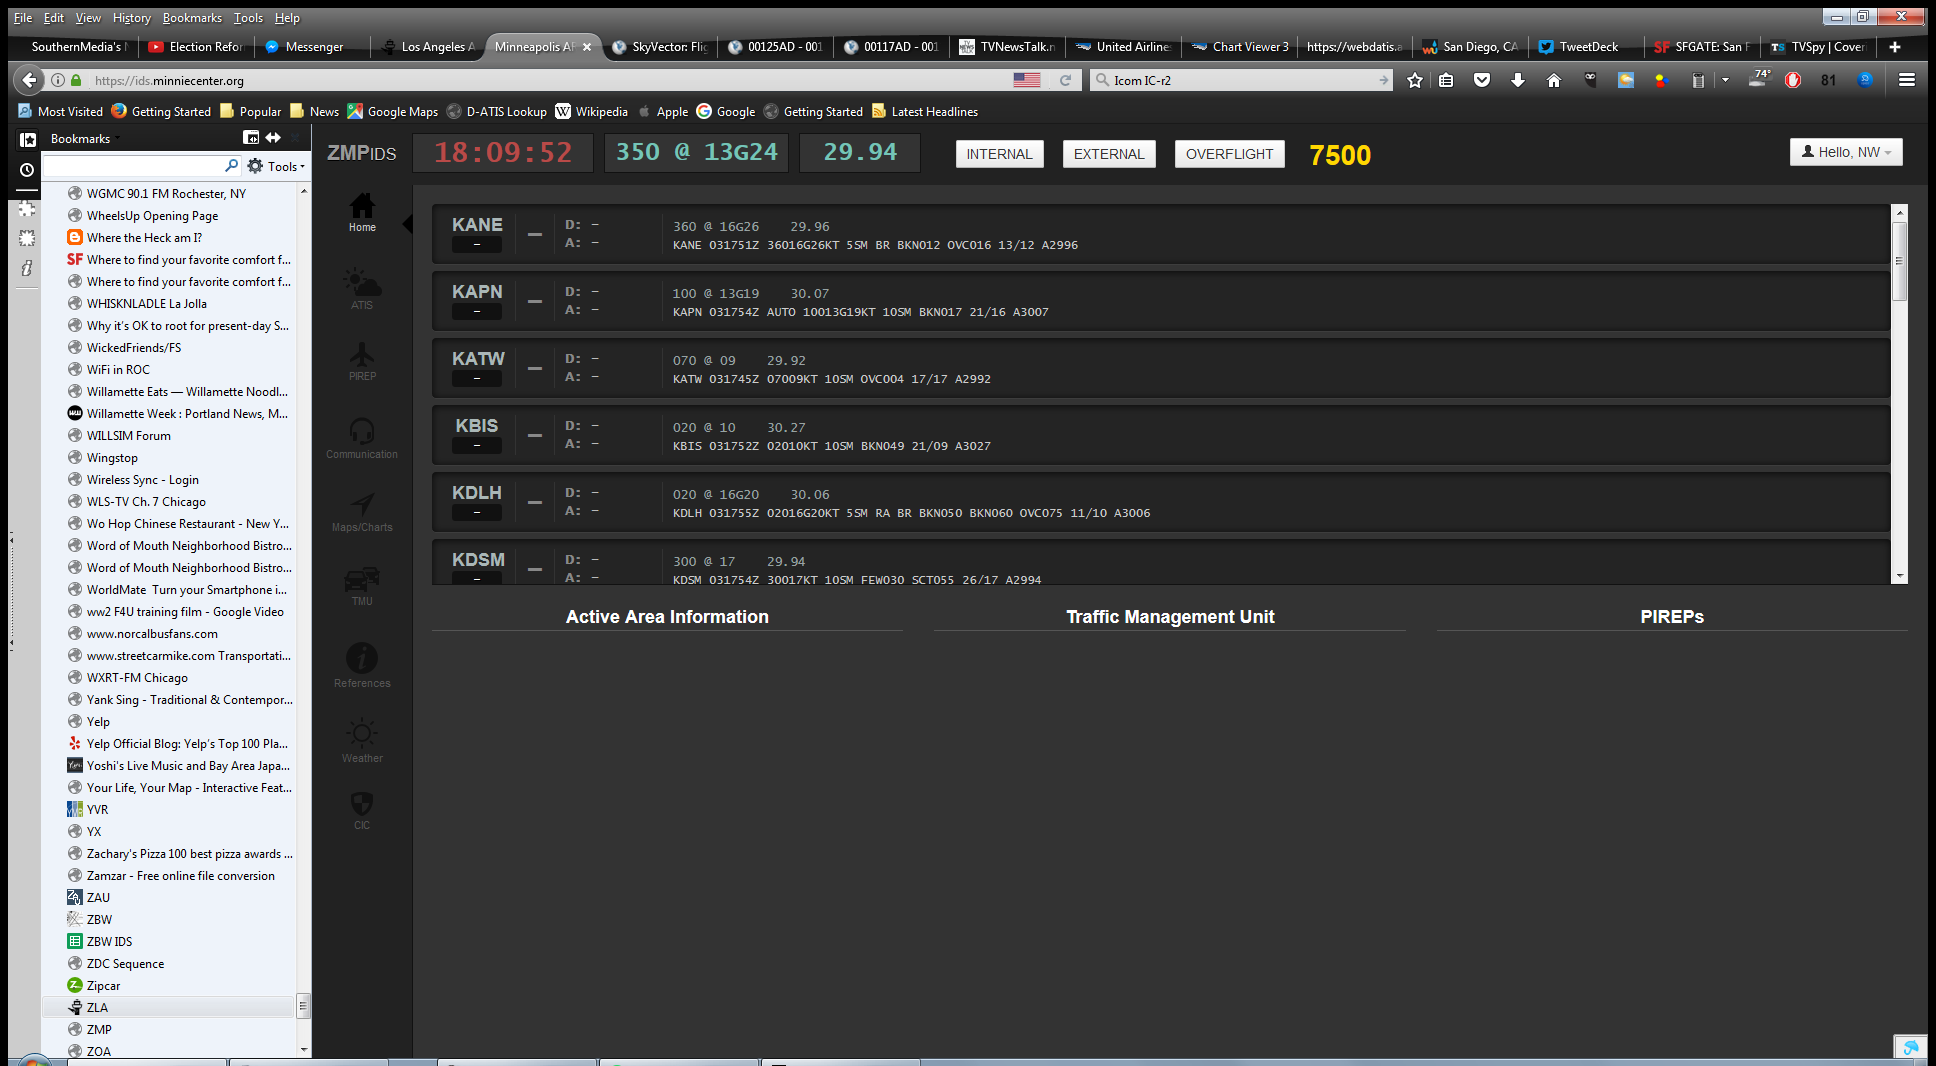 File Edit View History Bookmarks Tools Help
SouthernMedia's Election Refor Messenger Los Angeles A Minneapolis A SkyVector: Flig 00125AD - 001 00117AD - 001 TVNewsTalk.n United Airline Chart Viewer 3 https://webdatis.a San Diego, CA TweetDeck SFGATE: San F TVSpy | Cover
https://ids.minniecenter.org Icom IC-r2 74° 81
Most Visited Getting Started Popular News Google Maps D-ATIS Lookup Wikipedia Apple Google Getting Started Latest Headlines
Bookmarks
Tools
WGMC 90.1 FM Rochester, NY
WheelsUp Opening Page
Where the Heck am I?
Where to find your favorite comfort f...
Where to find your favorite comfort f...
WHISKNLADLE La Jolla
Why it's OK to root for present-day S...
WickedFriends/FS
WiFi in ROC
Willamette Eats — Willamette Noodl...
Willamette Week : Portland News, M...
WILLSIM Forum
Wingstop
Wireless Sync - Login
WLS-TV Ch. 7 Chicago
Wo Hop Chinese Restaurant - New Y...
Word of Mouth Neighborhood Bistro...
Word of Mouth Neighborhood Bistro...
WorldMate Turn your Smartphone i...
ww2 F4U training film - Google Video
www.norcalbusfans.com
www.streetcarmike.com Transportati...
WXRT-FM Chicago
Yank Sing - Traditional & Contempor...
Yelp
Yelp Official Blog: Yelp's Top 100 Pla...
Yoshi's Live Music and Bay Area Japa...
Your Life, Your Map - Interactive Feat...
YVR
YX
Zachary's Pizza 100 best pizza awards ...
Zamzar - Free online file conversion
ZAU
ZBW
ZBW IDS
ZDC Sequence
Zipcar
ZLA
ZMP
ZOA
ZMPIDS 18:09:52 350 @ 13G24 29.94 INTERNAL EXTERNAL OVERFLIGHT 7500 Hello, NW
Home
ATIS
PIREP
Communication
Maps/Charts
TMU
References
Weather
CIC
KANE – – D: – A: – 360 @ 16G26 29.96
KANE 031751Z 36016G26KT 5SM BR BKN012 OVC016 13/12 A2996
KAPN – – D: – A: – 100 @ 13G19 30.07
KAPN 031754Z AUTO 10013G19KT 10SM BKN017 21/16 A3007
KATW – – D: – A: – 070 @ 09 29.92
KATW 031745Z 07009KT 10SM OVC004 17/17 A2992
KBIS – – D: – A: – 020 @ 10 30.27
KBIS 031752Z 02010KT 10SM BKN049 21/09 A3027
KDLH – – D: – A: – 020 @ 16G20 30.06
KDLH 031755Z 02016G20KT 5SM RA BR BKN050 BKN060 OVC075 11/10 A3006
KDSM – – D: – A: – 300 @ 17 29.94
KDSM 031754Z 30017KT 10SM FEW030 SCT055 26/17 A2994
Active Area Information Traffic Management Unit PIREPs